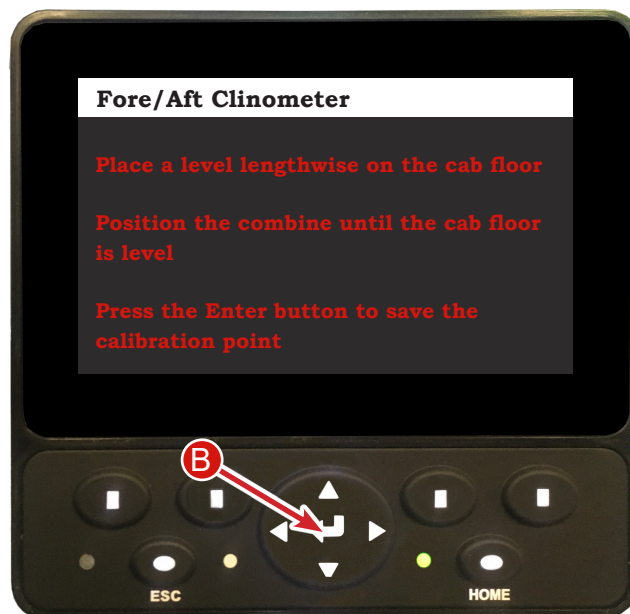 Fore/Aft Clinometer
Place a level lengthwise on the cab floor
Position the combine until the cab floor
is level
Press the Enter button to save the
calibration point
B
ESC
HOME